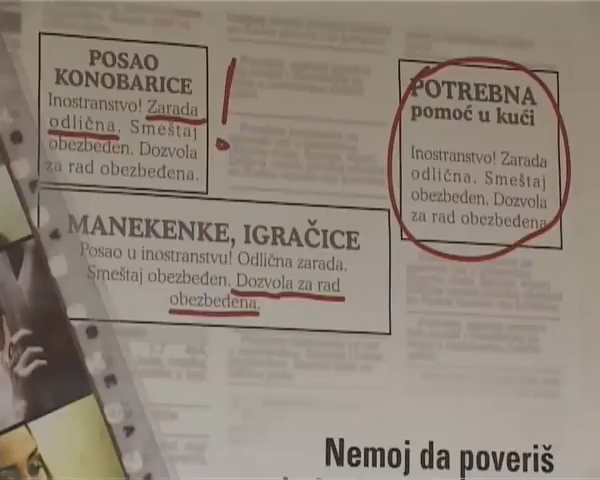 POSAO
KONOBARICE
Inostranstvo! Zarada
odlična. Smeštaj
obezbeđen. Dozvola
za rad obezbeđena.
POTREBNA
pomoć u kući
Inostranstvo! Zarada
odlična. Smeštaj
obezbeđen. Dozvola
za rad obezbeđena
MANEKENKE, IGRAČICE
Posao u inostranstvu! Odlična zarada.
Smeštaj obezbeđen. Dozvola za rad
obezbeđena.
Nemoj da poveriš